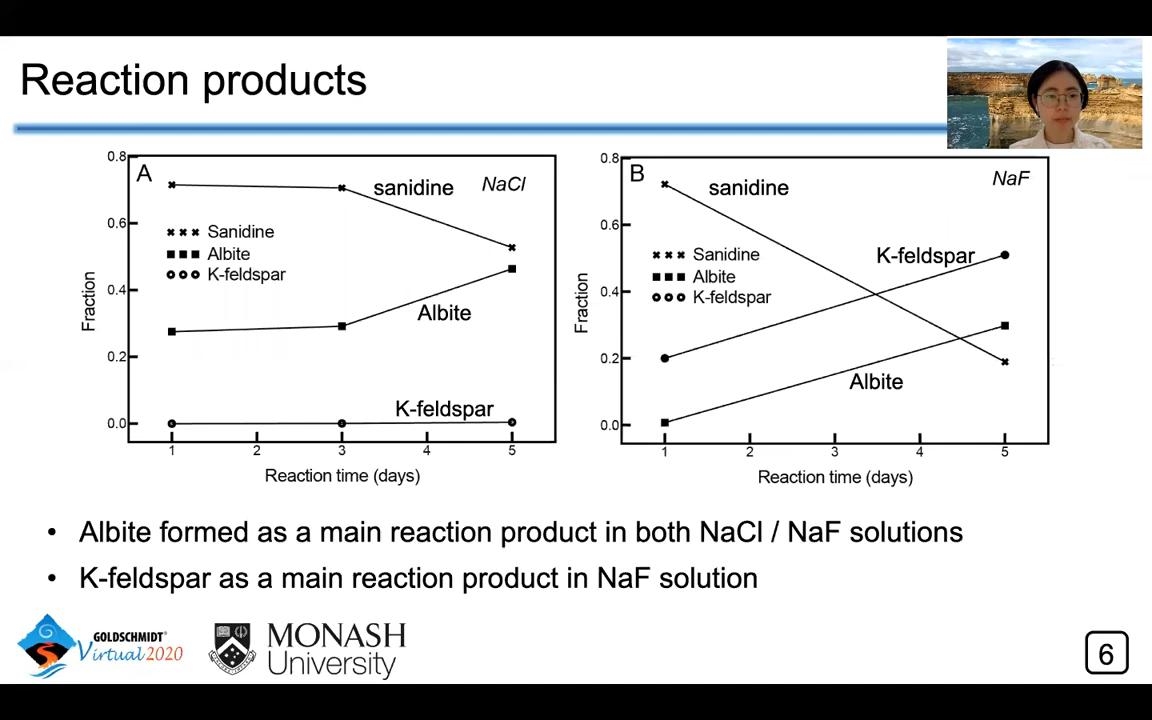 Reaction products
0.8
A
sanidine
NaCl
0.6
Sanidine
Albite
K-feldspar
0.4
Albite
Fraction
0.2
K-feldspar
0.0
1 2 3 4 5
Reaction time (days)
0.8
B
sanidine
NaF
0.6
Sanidine
K-feldspar
Albite
K-feldspar
0.4
Fraction
0.2
Albite
0.0
1 2 3 4 5
Reaction time (days)
• Albite formed as a main reaction product in both NaCl / NaF solutions
• K-feldspar as a main reaction product in NaF solution
GOLDSCHMIDT®
Virtual 2020
MONASH
University
6